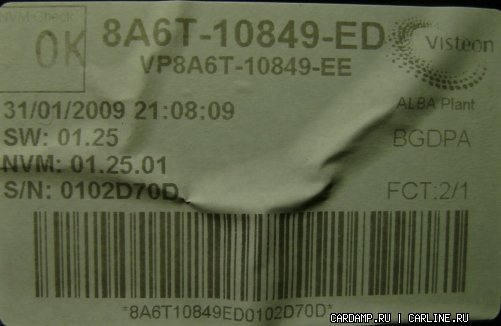 NVM Check
OK
8A6T-10849-ED
VP8A6T-10849-EE
Visteon
31/01/2009 21:08:09
ALBA Plant
SW: 01.25
BGDPA
NVM: 01.25.01
S/N: 0102D70D
FCT:2/1
*8A6T10849ED0102D70D*
CARDAMP.RU | CARLINE.RU